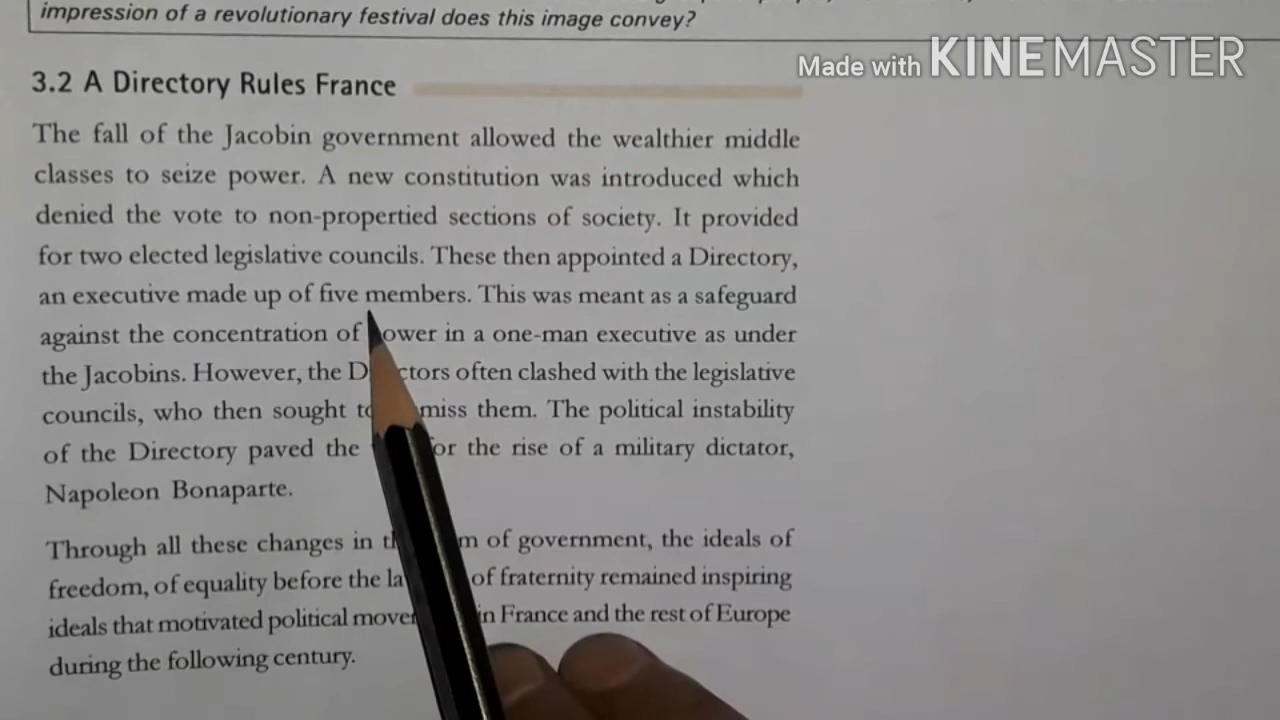 impression of a revolutionary festival does this image convey?
Made with KINEMASTER
3.2 A Directory Rules France
The fall of the Jacobin government allowed the wealthier middle
classes to seize power. A new constitution was introduced which
denied the vote to non-propertied sections of society. It provided
for two elected legislative councils. These then appointed a Directory,
an executive made up of five members. This was meant as a safeguard
against the concentration of ower in a one-man executive as under
the Jacobins. However, the D ctors often clashed with the legislative
councils, who then sought t miss them. The political instability
of the Directory paved the or the rise of a military dictator,
Napoleon Bonaparte.
Through all these changes in t m of government, the ideals of
freedom, of equality before the la of fraternity remained inspiring
ideals that motivated political move in France and the rest of Europe
during the following century.